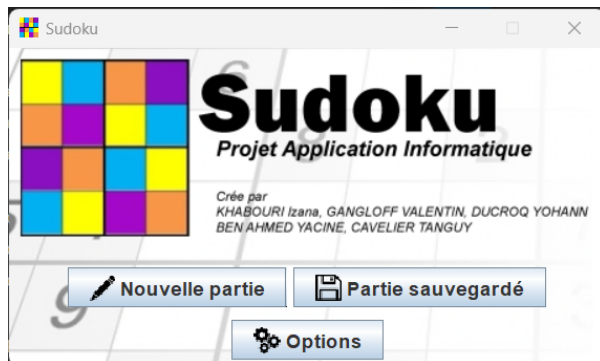 Sudoku
Sudoku
Projet Application Informatique
Crée par
KHABOURI Izana, GANGLOFF VALENTIN, DUCROQ YOHANN
BEN AHMED YACINE, CAVELIER TANGUY
Nouvelle partie
Partie sauvegardé
Options